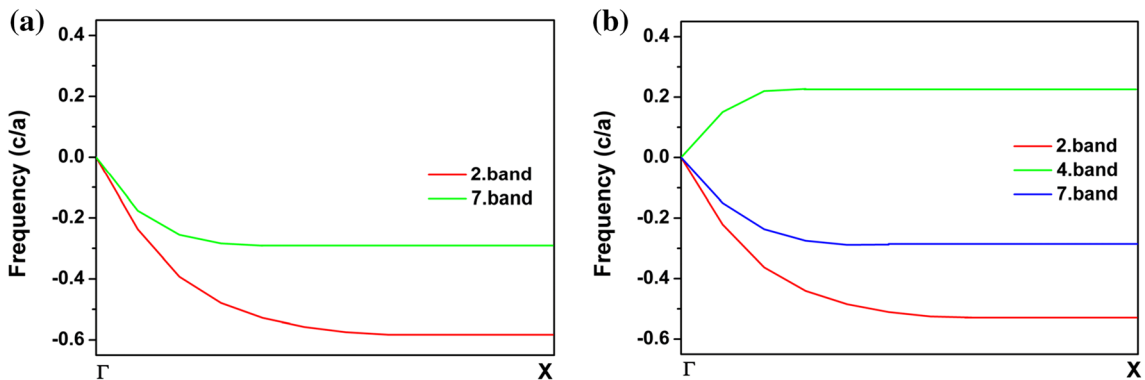 (a)
Frequency (c/a)
0.4
0.2
0.0
-0.2
-0.4
-0.6
2.band
7.band
Γ
X
(b)
Frequency (c/a)
0.4
0.2
0.0
-0.2
-0.4
-0.6
2.band
4.band
7.band
Γ
X